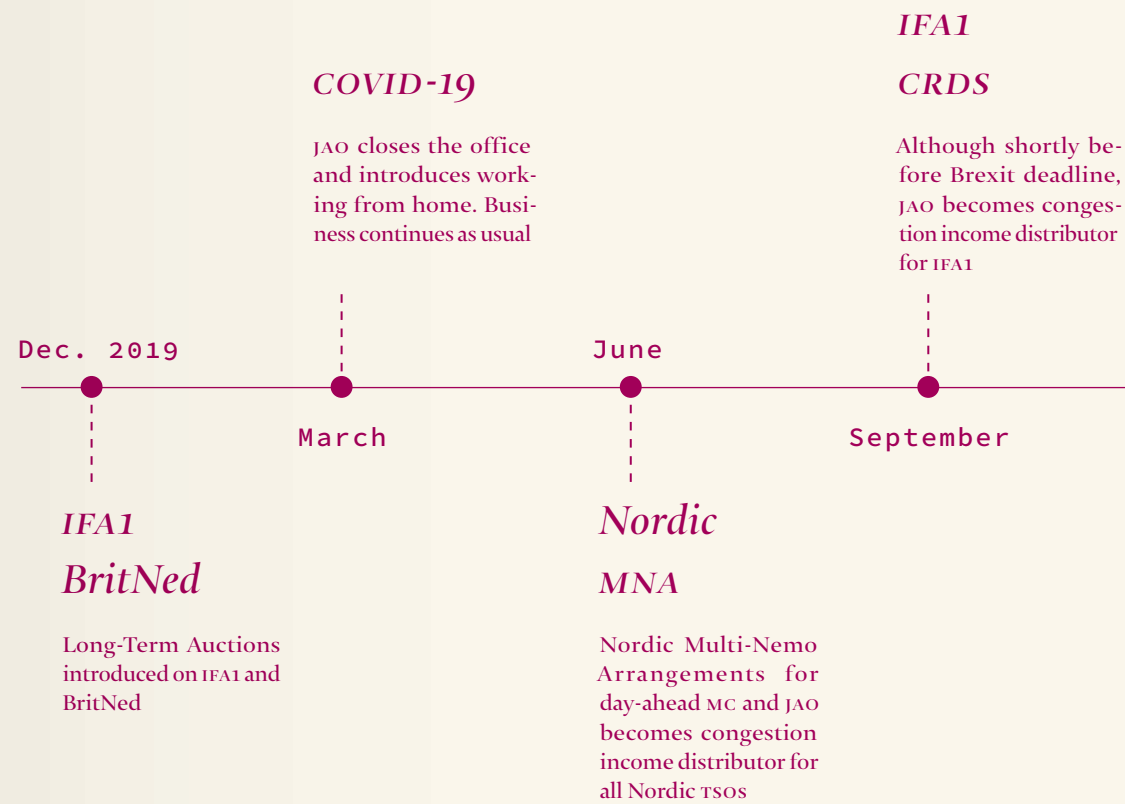 Dec. 2019
IFA1
BritNed
Long-Term Auctions
introduced on IFA1 and
BritNed
COVID-19
JAO closes the office
and introduces work-
ing from home. Busi-
ness continues as usual
March
June
Nordic
MNA
Nordic Multi-Nemo
Arrangements for
day-ahead MC and JAO
becomes congestion
income distributor for
all Nordic TSOs
IFA1
CRDS
Although shortly be-
fore Brexit deadline,
JAO becomes conges-
tion income distributor
for IFA1
September